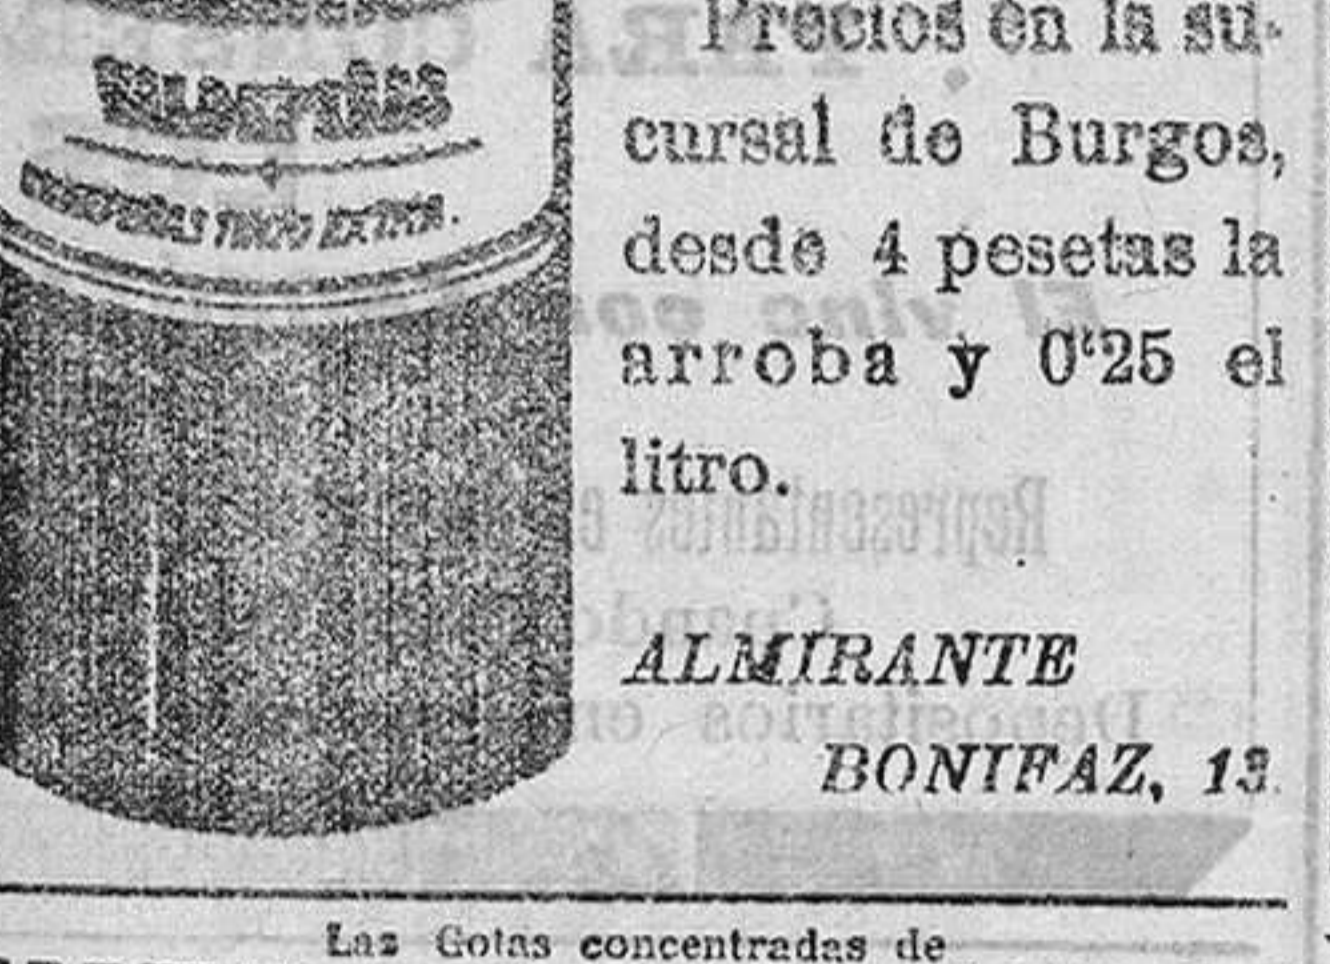 Precios en la su-
cursal de Burgos,
desde 4 pesetas la
arroba y 0‘25 el
litro.
ALMIRANTE
BONIFAZ, 13.
TINTO
Las Gotas concentradas de